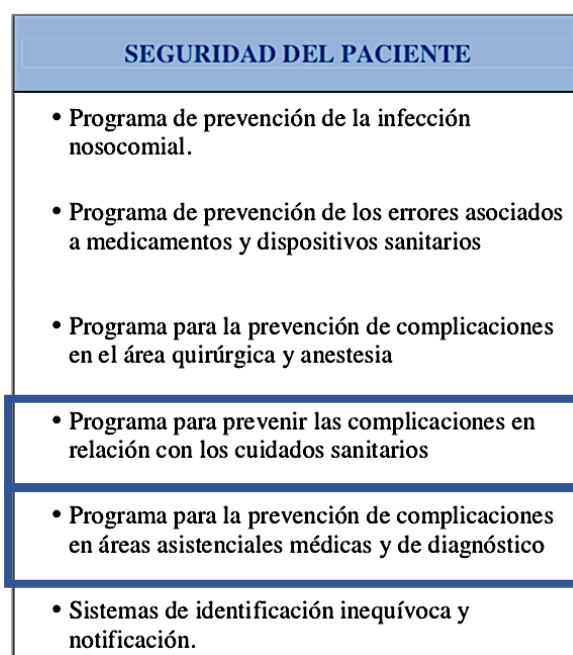 SEGURIDAD DEL PACIENTE
• Programa de prevención de la infección
nosocomial.
• Programa de prevención de los errores asociados
a medicamentos y dispositivos sanitarios
• Programa para la prevención de complicaciones
en el área quirúrgica y anestesia
• Programa para prevenir las complicaciones en
relación con los cuidados sanitarios
• Programa para la prevención de complicaciones
en áreas asistenciales médicas y de diagnóstico
• Sistemas de identificación inequívoca y
notificación.